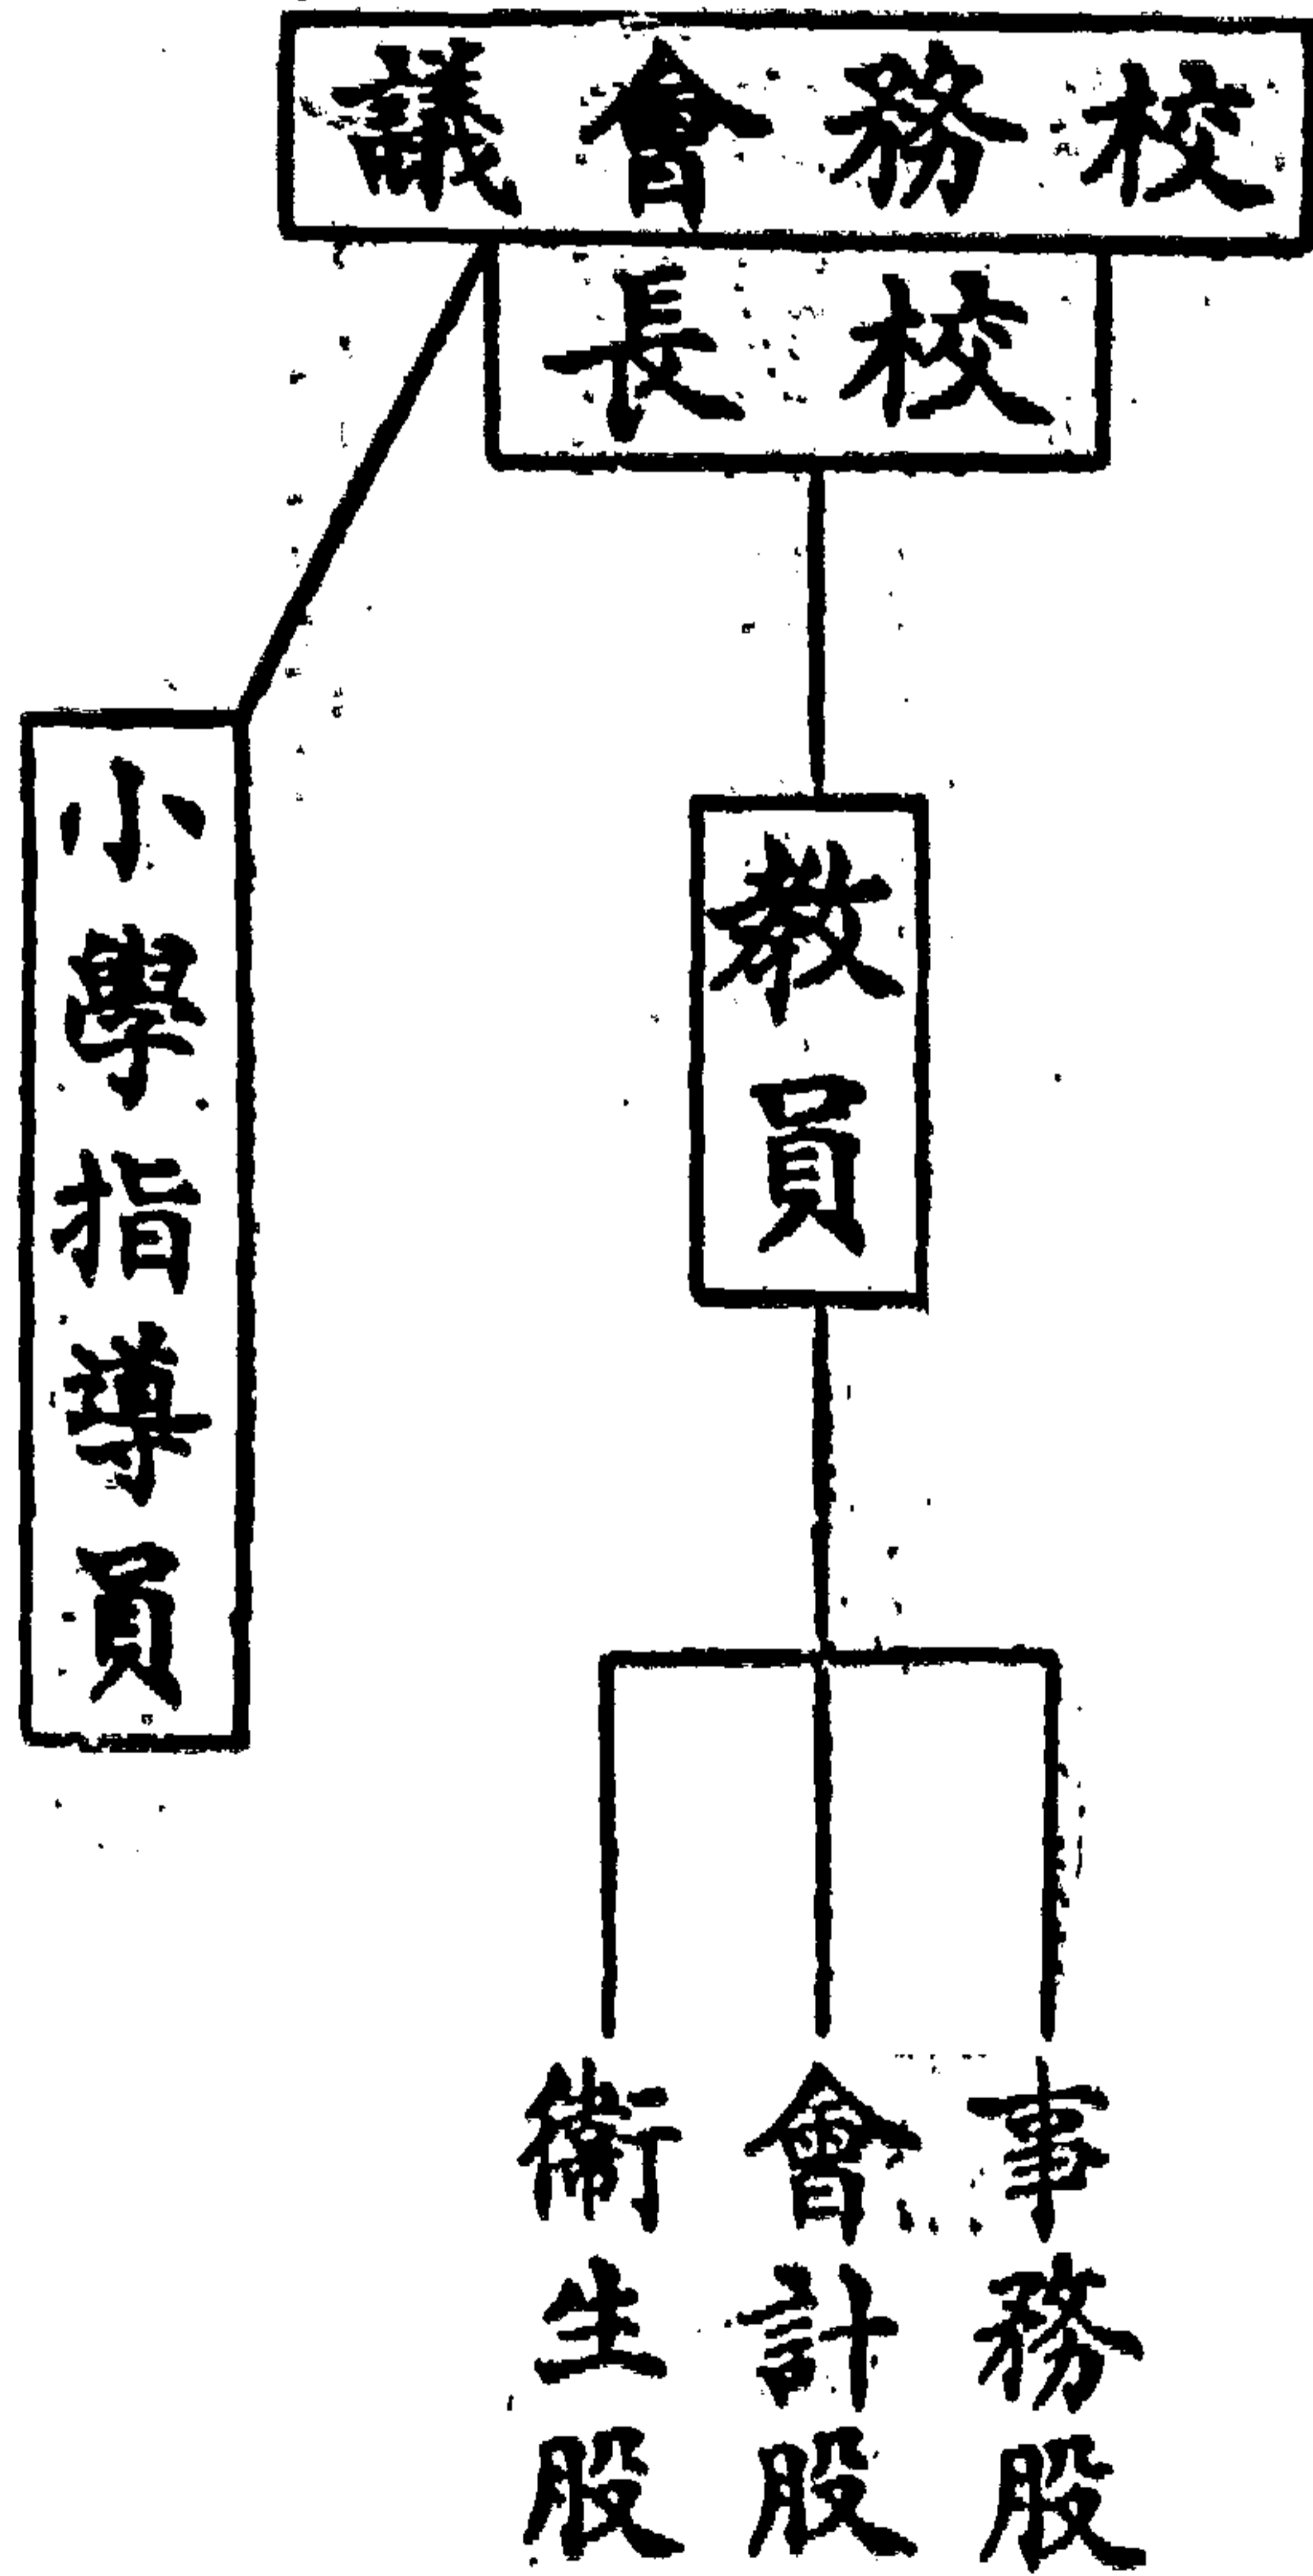 校務會議
校長
教員
小學指導員
事務股
會計股
衞生股